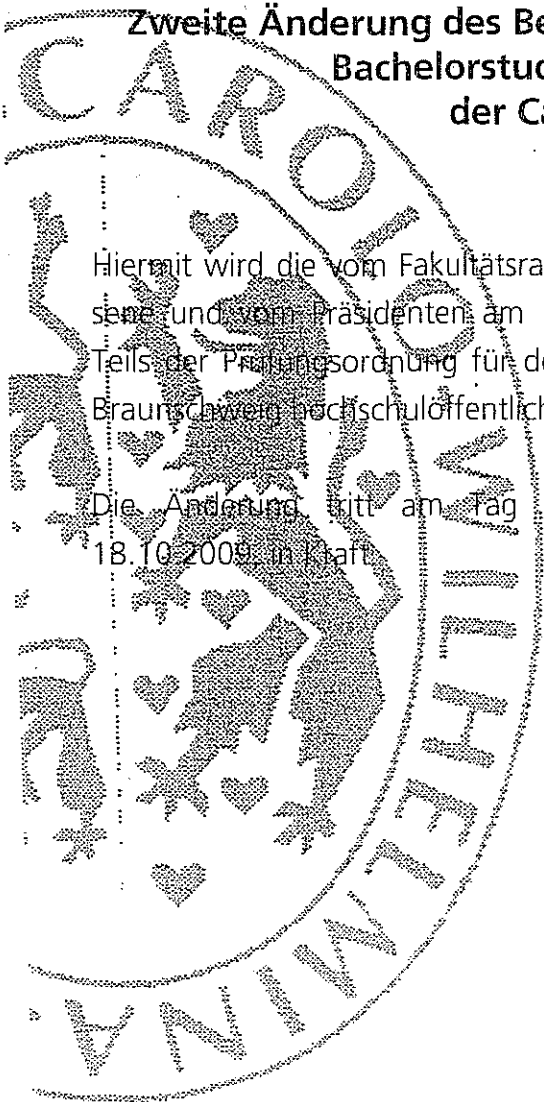 Zweite Änderung des Be
Bachelorstud
der Ca
Hiermit wird die vom Fakultätsra
sene und vom Präsidenten am
Teils der Prüfungsordnung für de
Braunschweig hochschulöffentlich
Die Änderung tritt am Tag
18.10.2009, in Kraft.
CAROLO-WILHELMINA